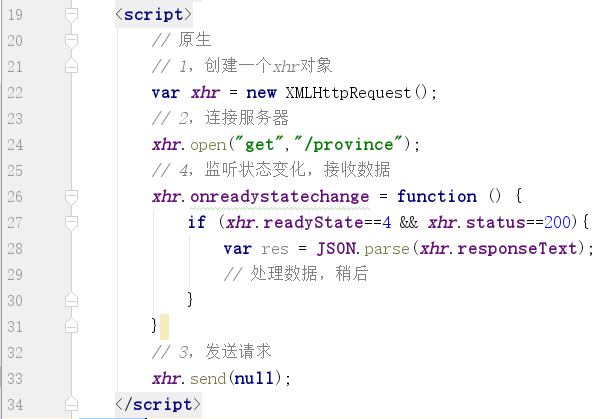 19 <script>
20 // 原生
21 // 1，创建一个xhr对象
22 var xhr = new XMLHttpRequest();
23 // 2，连接服务器
24 xhr.open("get","/province");
25 // 4，监听状态变化，接收数据
26 xhr.onreadystatechange = function () {
27 if (xhr.readyState==4 && xhr.status==200){
28 var res = JSON.parse(xhr.responseText);
29 // 处理数据，稍后
30 }
31 }
32 // 3，发送请求
33 xhr.send(null);
34 </script>